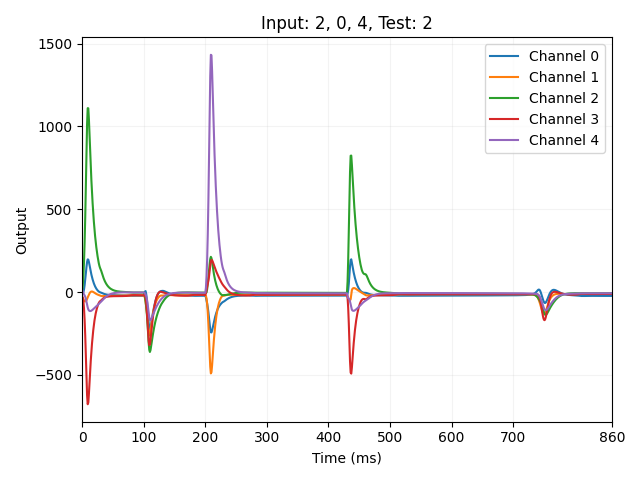 Input: 2, 0, 4, Test: 2
1500
1000
500
0
−500
Output
Channel 0
Channel 1
Channel 2
Channel 3
Channel 4
0 100 200 300 400 500 600 700 860
Time (ms)